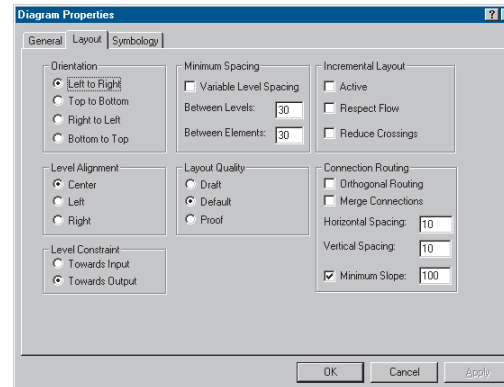 Diagram Properties
General Layout Symbology
Orientation
Left to Right
Top to Bottom
Right to Left
Bottom to Top
Minimum Spacing
Variable Level Spacing
Between Levels: 30
Between Elements: 30
Incremental Layout
Active
Respect Flow
Reduce Crossings
Level Alignment
Center
Left
Right
Layout Quality
Draft
Default
Proof
Connection Routing
Orthogonal Routing
Merge Connections
Horizontal Spacing: 10
Vertical Spacing: 10
Minimum Slope: 100
Level Constraint
Towards Input
Towards Output
OK Cancel Apply